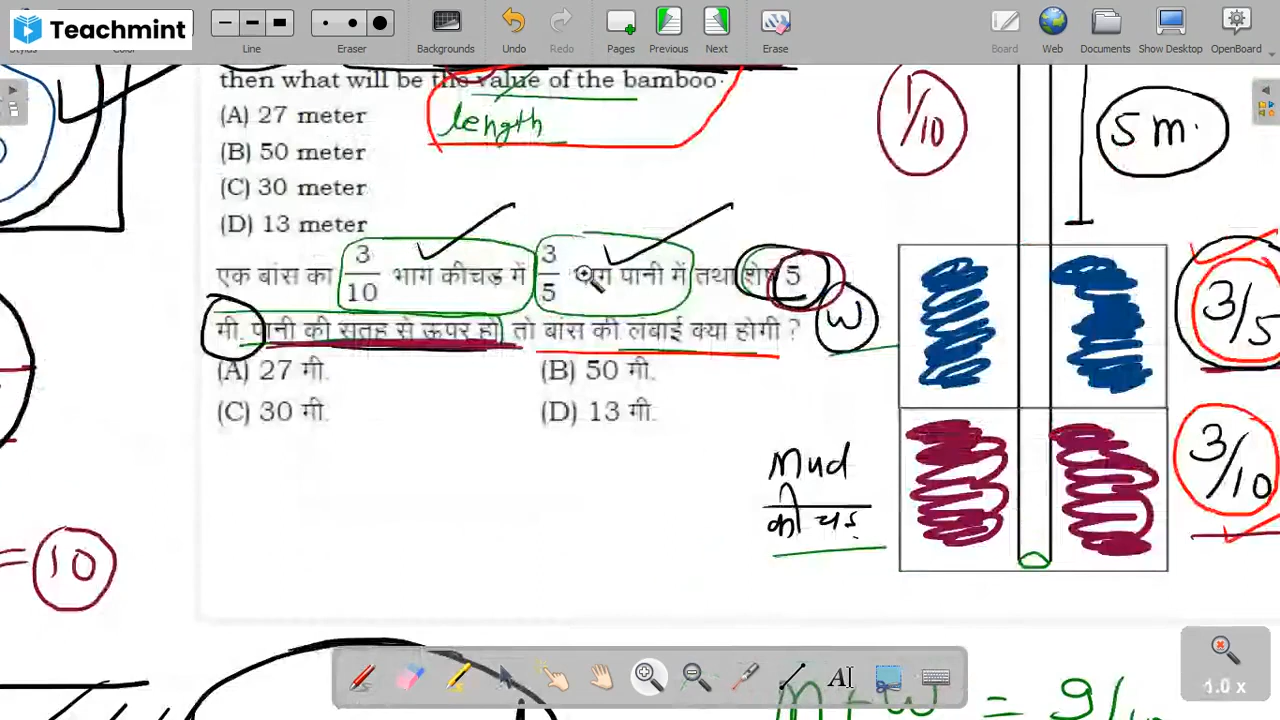 Teachmint
Line
Eraser
Backgrounds
Undo
Redo
Pages
Previous
Next
Erase
Board
Web
Documents
Show Desktop
OpenBoard
then what will be the value of the bamboo.
length
(A) 27 meter
(B) 50 meter
(C) 30 meter
(D) 13 meter
1/10
5 m.
एक बांस का 3/10 भाग कीचड़ में 3/5 भाग पानी में तथा शेष 5
मी. पानी की सतह से ऊपर हो तो बांस की लंबाई क्या होगी ?
W
3/5
(A) 27 मी. (B) 50 मी.
(C) 30 मी. (D) 13 मी.
Mud
कीचड़
3/10
= 10
1.0 x
m + w = 9/10